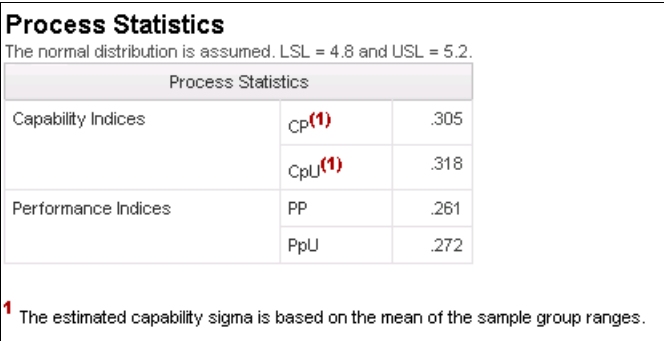 Process Statistics
The normal distribution is assumed. LSL = 4.8 and USL = 5.2.
Process Statistics
Capability Indices CP(1) .305
CpU(1) .318
Performance Indices PP .261
PpU .272
1 The estimated capability sigma is based on the mean of the sample group ranges.